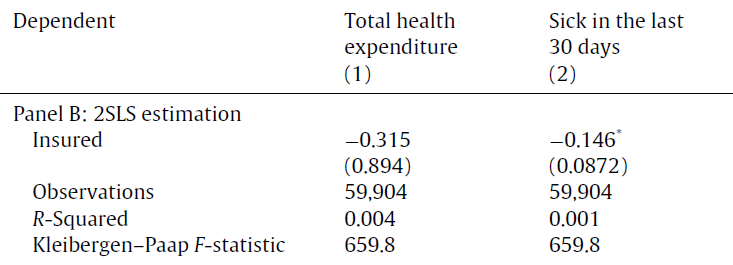 Dependent Total health Sick in the last
expenditure 30 days
(1) (2)
Panel B: 2SLS estimation
Insured −0.315 −0.146*
(0.894) (0.0872)
Observations 59,904 59,904
R-Squared 0.004 0.001
Kleibergen–Paap F-statistic 659.8 659.8